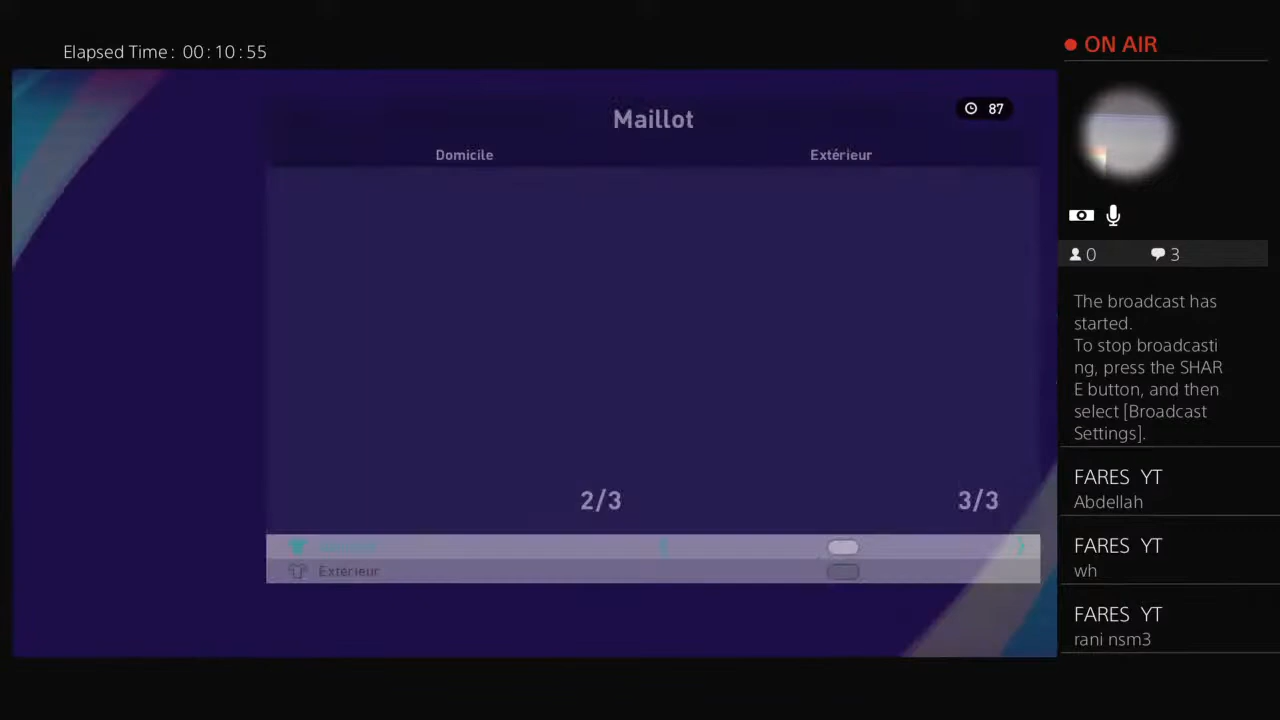 Elapsed Time: 00:10:55
ON AIR
Maillot
87
Domicile
Extérieur
0
3
The broadcast has
started.
To stop broadcasti
ng, press the SHAR
E button, and then
select [Broadcast
Settings].
FARES YT
Abdellah
FARES YT
wh
FARES YT
rani nsm3
2/3
3/3
Extérieur